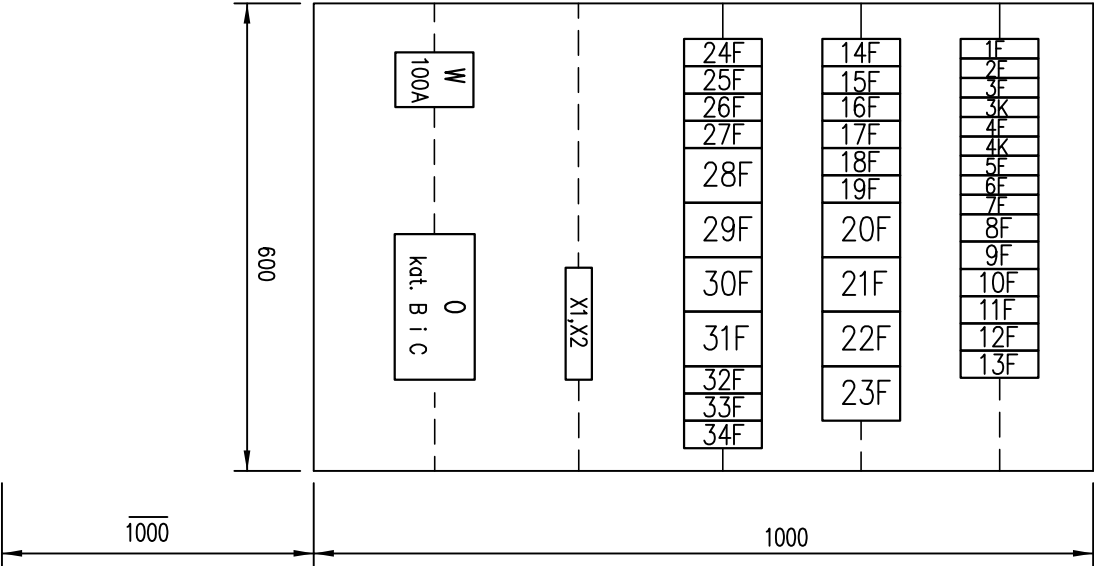 W
100A
O
kat. B i C
X1,X2
24F
25F
26F
27F
28F
29F
30F
31F
32F
33F
34F
14F
15F
16F
17F
18F
19F
20F
21F
22F
23F
1F
2F
3F
3K
4F
4K
5F
6F
7F
8F
9F
10F
11F
12F
13F
600
1000
1000